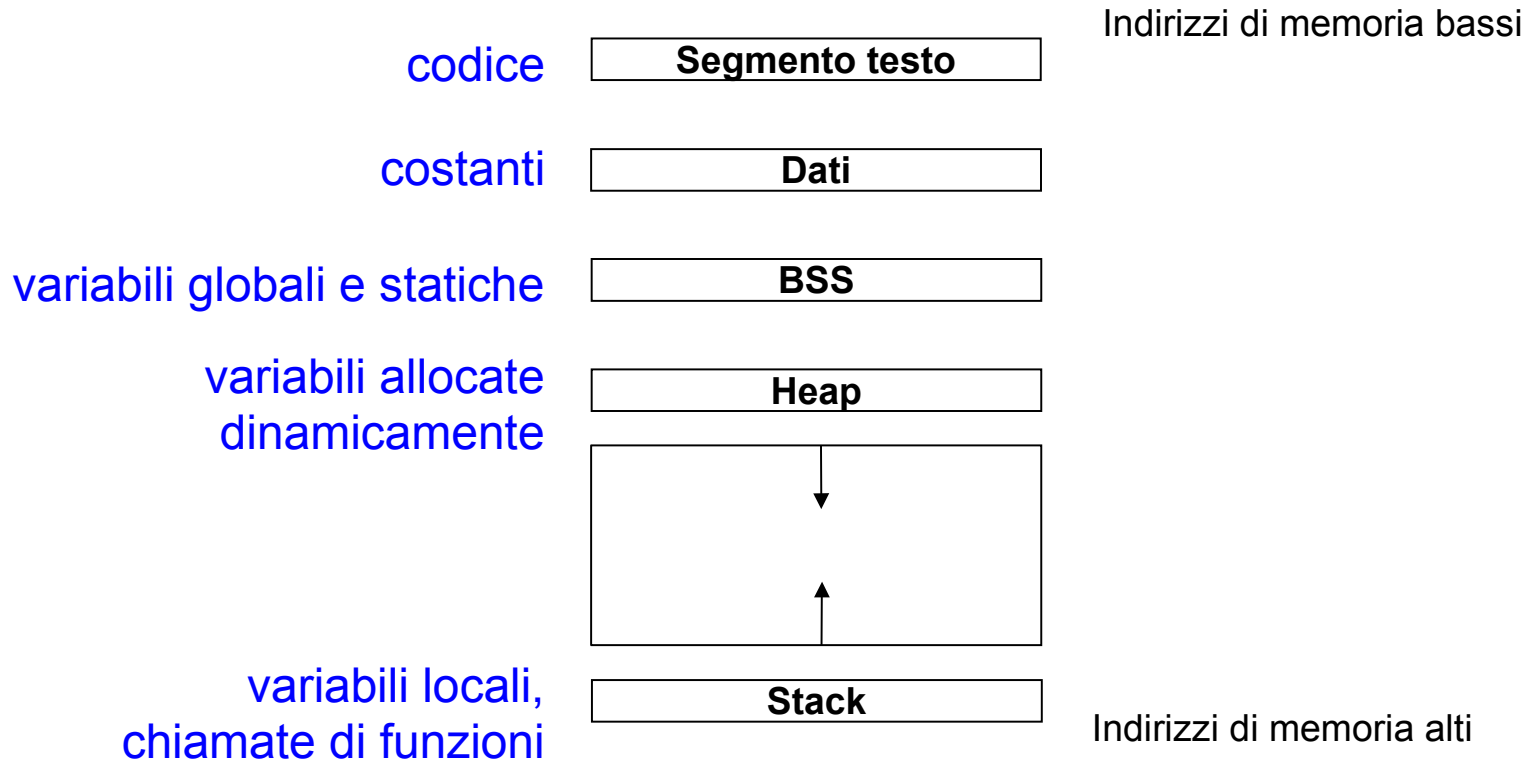 Indirizzi di memoria bassi
codice
Segmento testo
costanti
Dati
variabili globali e statiche
BSS
variabili allocate
dinamicamente
Heap
variabili locali,
chiamate di funzioni
Stack
Indirizzi di memoria alti